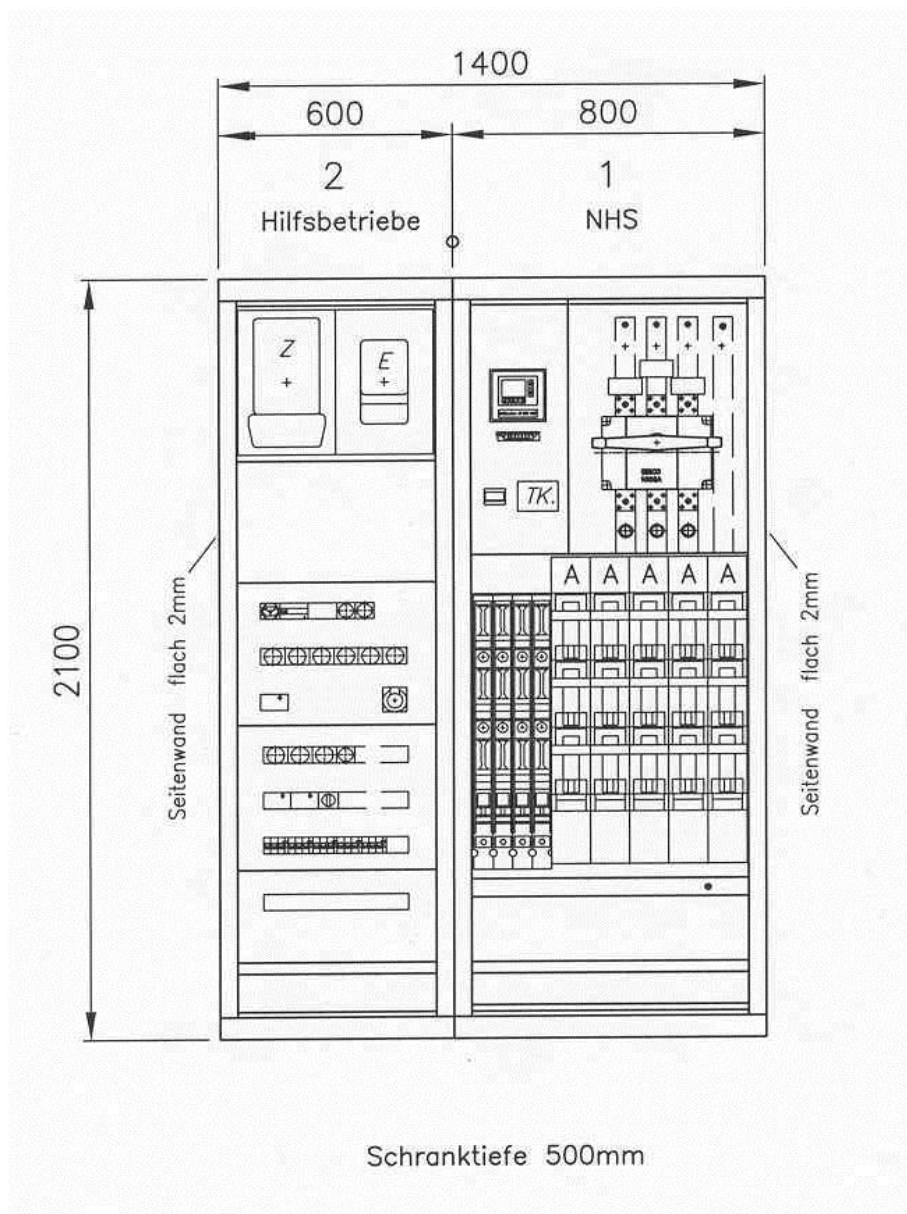 1400
600
800
2
1
Hilfsbetriebe
NHS
Z
E
TK.
A A A A A
Seitenwand flach 2mm
2100
Seitenwand flach 2mm
Schranktiefe 500mm